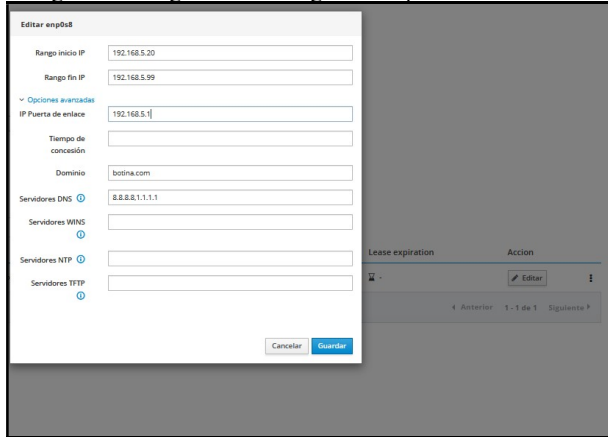 Editar enp0s8
Rango inicio IP 192.168.5.20
Rango fin IP 192.168.5.99
Opciones avanzadas
IP Puerta de enlace 192.168.5.1
Tiempo de
concesión
Dominio botina.com
Servidores DNS 8.8.8.8,1.1.1.1
Servidores WINS
Servidores NTP
Servidores TFTP
Lease expiration Accion
- Editar
Anterior 1 - 1 de 1 Siguiente
Cancelar Guardar